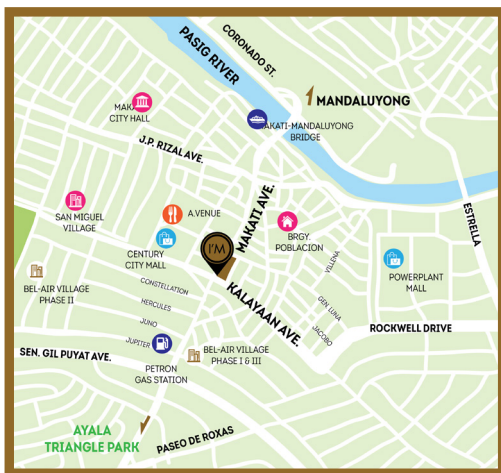 CORONADO ST.
PASIG RIVER
MANDALUYONG
MAKA
CITY HALL
AKATI-MANDALUYONG
BRIDGE
J.P. RIZAL AVE.
ESTRELLA
SAN MIGUEL
VILLAGE
A.VENUE
MAKATI AVE.
BRGY.
POBLACION
CENTURY
CITY MALL
I'M
VILLENA
POWERPLANT
MALL
BEL-AIR VILLAGE
PHASE II
CONSTELLATION
HERCULES
JUNO
JUPITER
KALAYAAN AVE.
GEN. LUNA
JACOBO
ROCKWELL DRIVE
SEN. GIL PUYAT AVE.
BEL-AIR VILLAGE
PHASE I & III
PETRON
GAS STATION
AYALA
TRIANGLE PARK
PASEO DE ROXAS